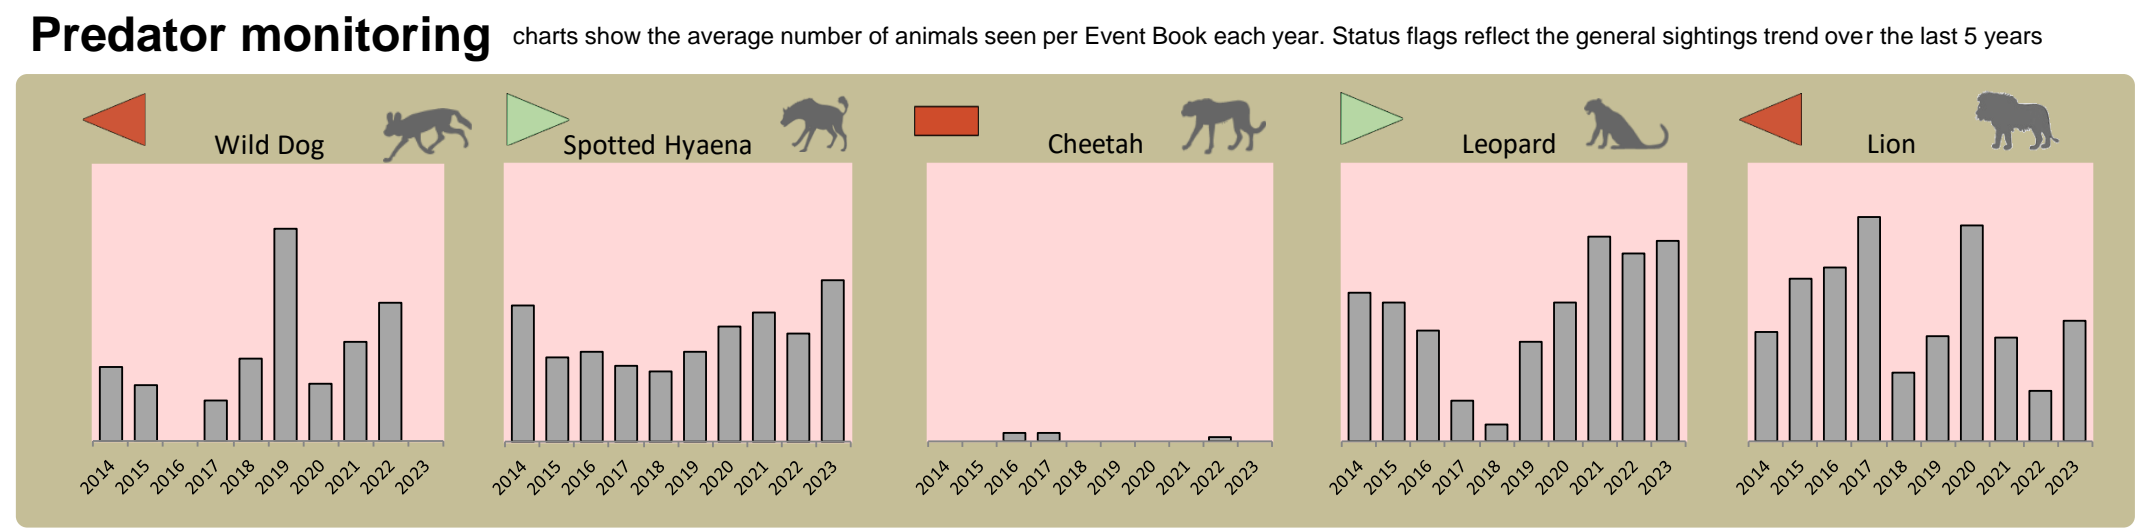 Predator monitoring charts show the average number of animals seen per Event Book each year. Status flags reflect the general sightings trend over the last 5 years
Wild Dog
2014 2015 2016 2017 2018 2019 2020 2021 2022 2023
Spotted Hyaena
2014 2015 2016 2017 2018 2019 2020 2021 2022 2023
Cheetah
2014 2015 2016 2017 2018 2019 2020 2021 2022 2023
Leopard
2014 2015 2016 2017 2018 2019 2020 2021 2022 2023
Lion
2014 2015 2016 2017 2018 2019 2020 2021 2022 2023